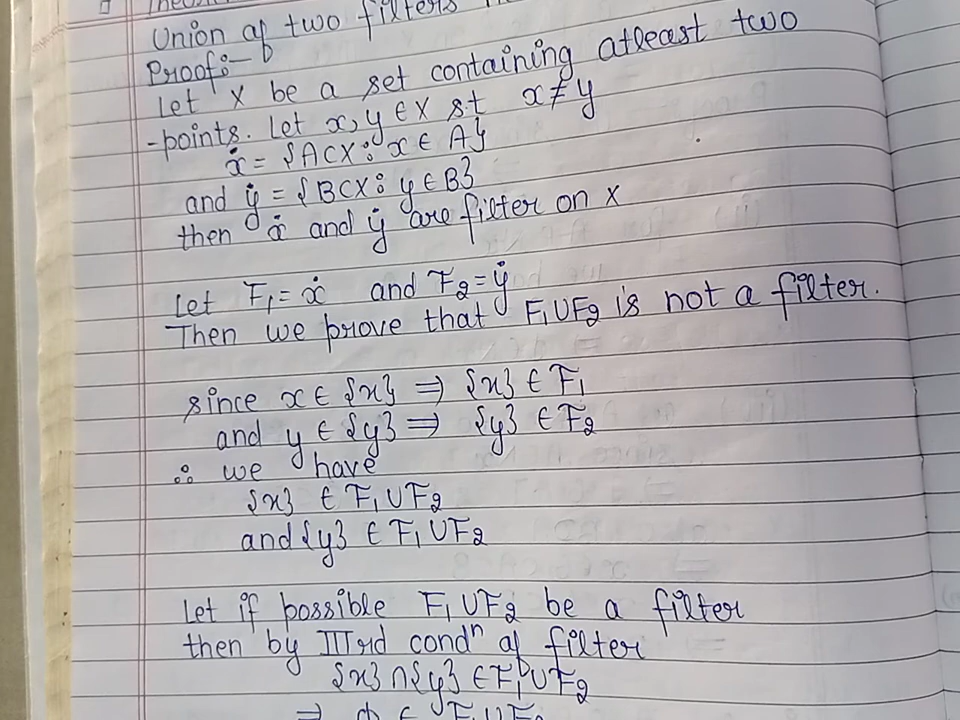 Union of two filters
Proof:-
Let X be a set containing atleast two
-points. Let x, y ∈ X s.t x ≠ y
ẋ = {A⊂X : x ∈ A}
and ẏ = {B⊂X : y ∈ B}
then ẋ and ẏ are filter on X
Let F₁ = ẋ and F₂ = ẏ
Then we prove that F₁∪F₂ is not a filter.
since x ∈ {x} ⇒ {x} ∈ F₁
and y ∈ {y} ⇒ {y} ∈ F₂
∴ we have
{x} ∈ F₁∪F₂
and {y} ∈ F₁∪F₂
Let if possible F₁∪F₂ be a filter
then by IIIrd condⁿ of filter
{x}∩{y} ∈ F₁∪F₂
⇒ ϕ ∈ F₁∪F₂